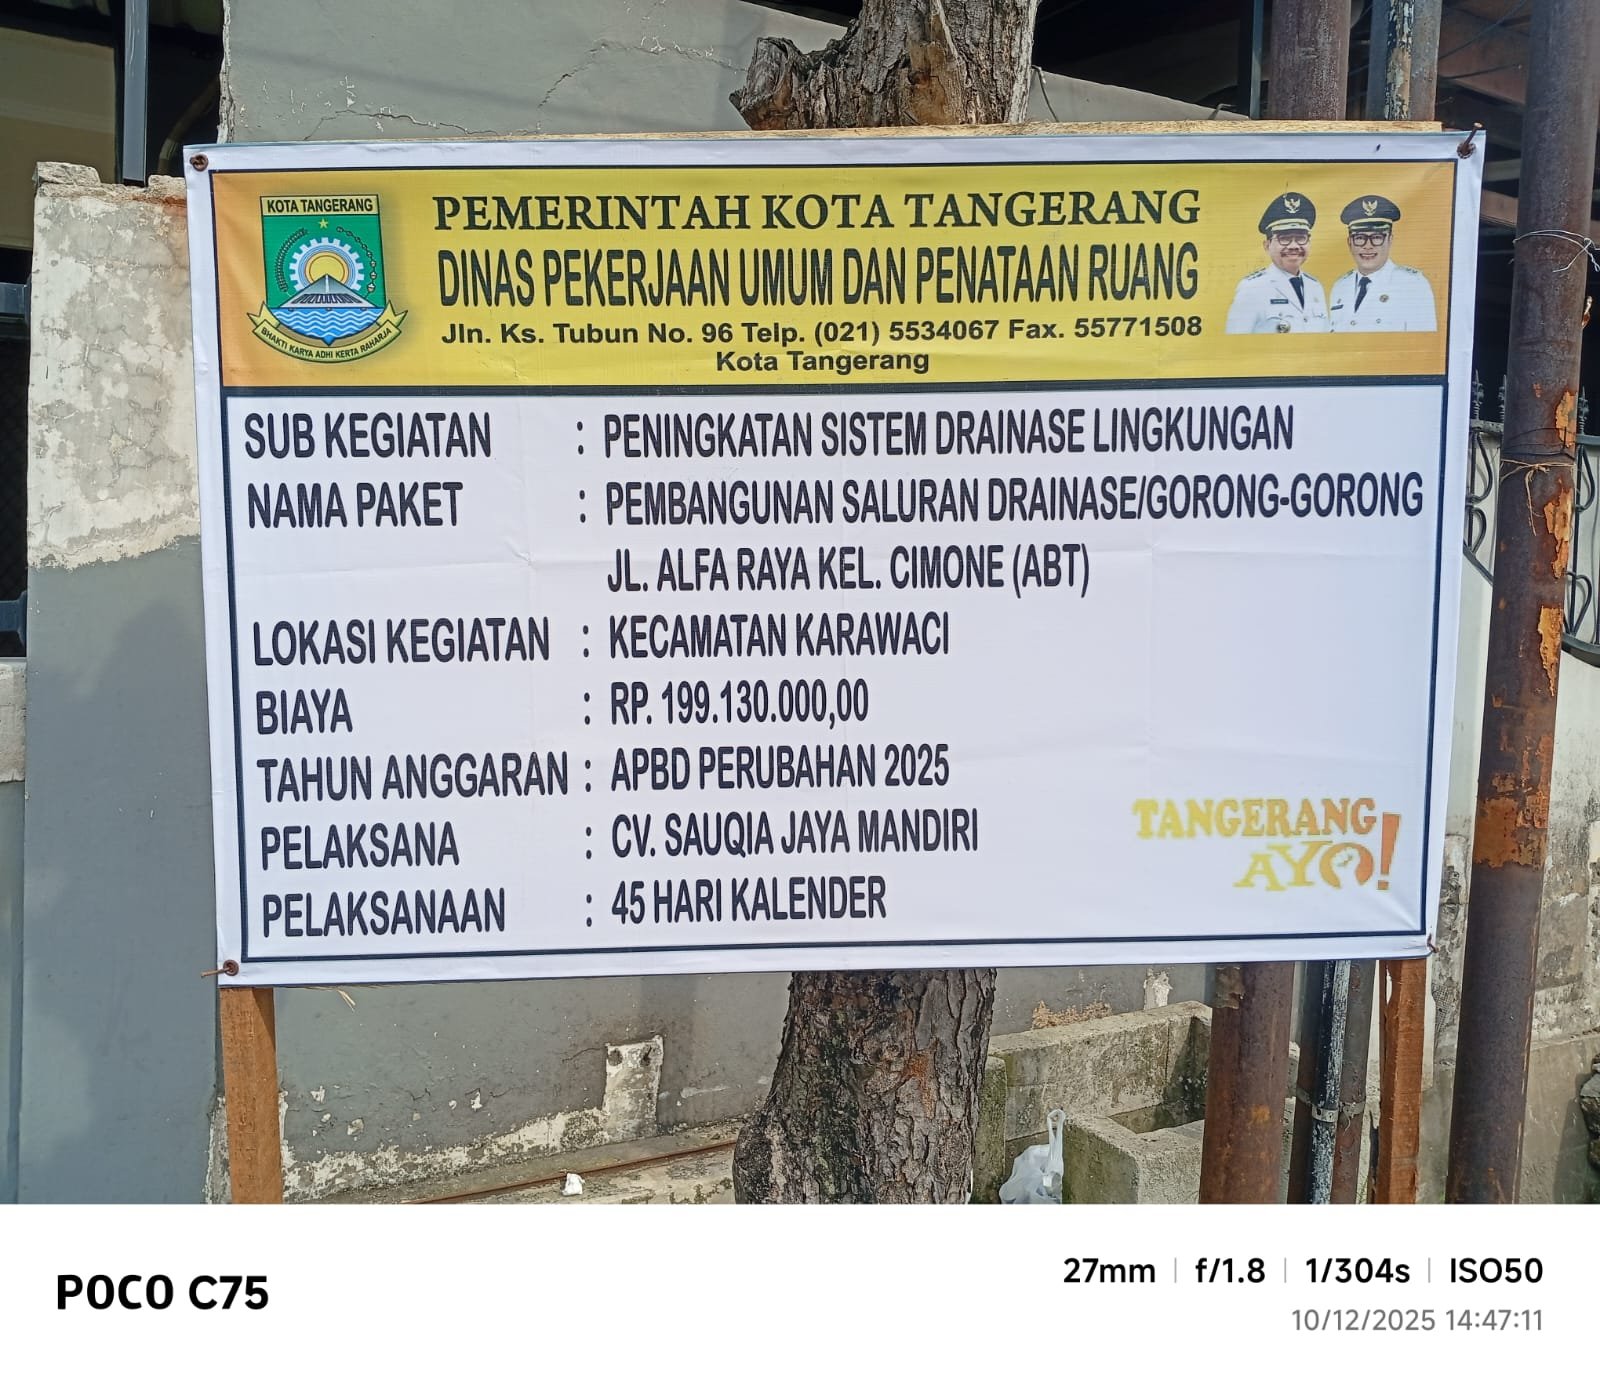 KOTA TANGERANG
BHAKTI KARYA ADHI KERTA RAHARJA
PEMERINTAH KOTA TANGERANG
DINAS PEKERJAAN UMUM DAN PENATAAN RUANG
Jln. Ks. Tubun No. 96 Telp. (021) 5534067 Fax. 55771508
Kota Tangerang
SUB KEGIATAN : PENINGKATAN SISTEM DRAINASE LINGKUNGAN
NAMA PAKET : PEMBANGUNAN SALURAN DRAINASE/GORONG-GORONG
JL. ALFA RAYA KEL. CIMONE (ABT)
LOKASI KEGIATAN : KECAMATAN KARAWACI
BIAYA : RP. 199.130.000,00
TAHUN ANGGARAN : APBD PERUBAHAN 2025
PELAKSANA : CV. SAUQIA JAYA MANDIRI
PELAKSANAAN : 45 HARI KALENDER
TANGERANG
AYO!
POCO C75
27mm | f/1.8 | 1/304s | ISO50
10/12/2025 14:47:11